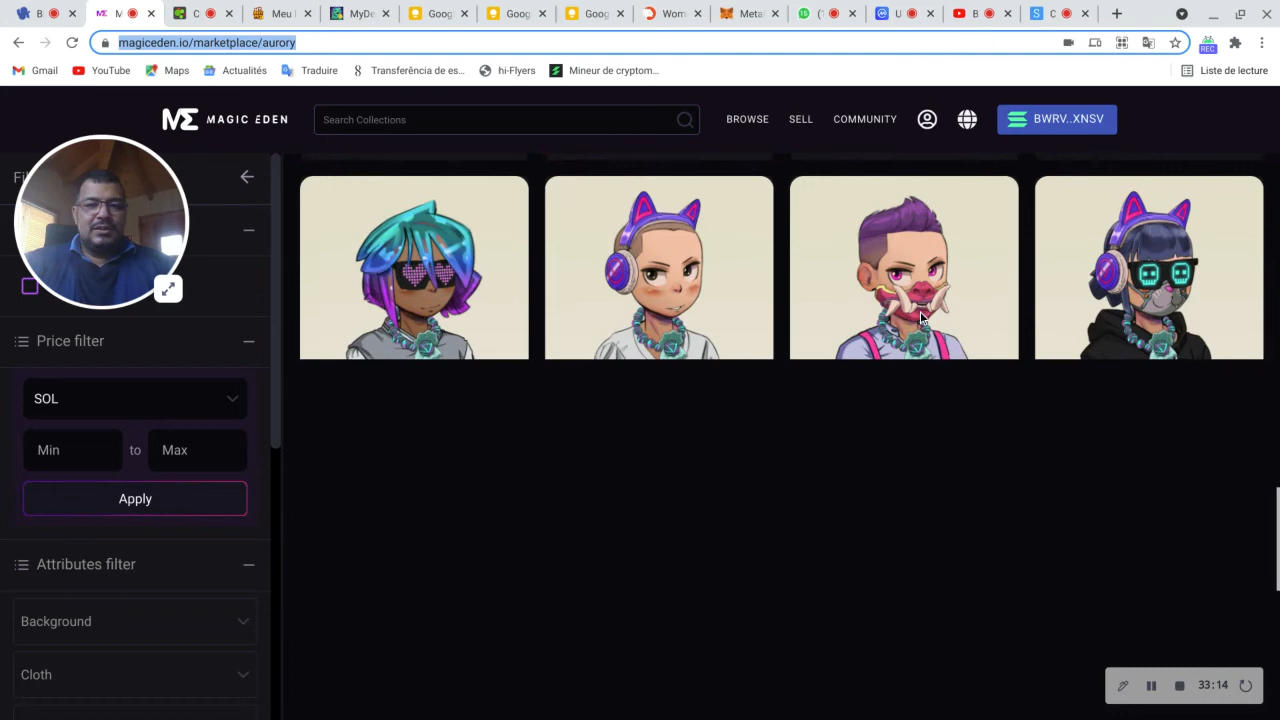 B
M
C
Meu
MyDe
Goog
Goog
Goog
Wom
Meta
(
U
B
C
magiceden.io/marketplace/aurory
REC
Gmail
YouTube
Maps
Actualités
Traduire
Transferência de es...
hi-Flyers
Mineur de cryptom...
Liste de lecture
MAGIC EDEN
Search Collections
BROWSE
SELL
COMMUNITY
BWRV..XNSV
Price filter
SOL
Min
to
Max
Apply
Attributes filter
Background
Cloth
33:14